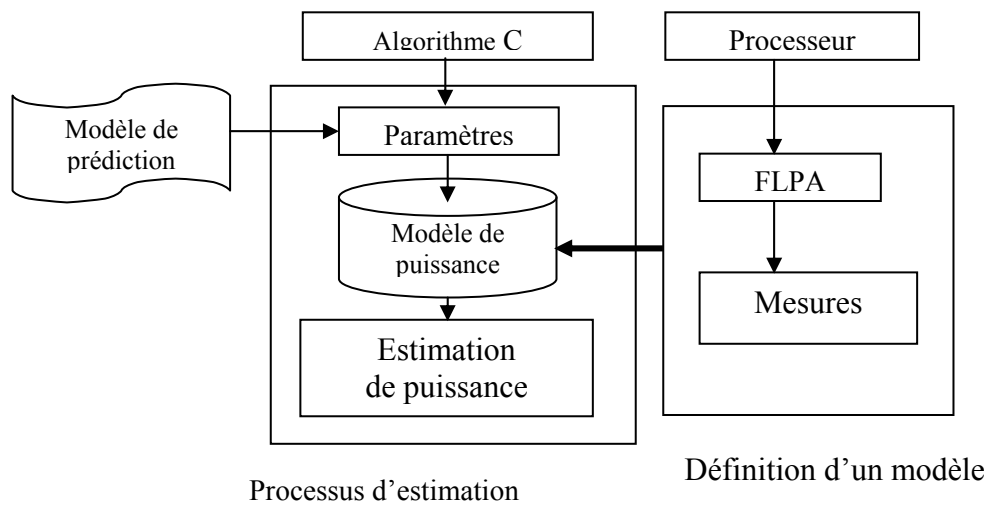 Algorithme C
Processeur
Modèle de
prédiction
Paramètres
FLPA
Modèle de
puissance
Mesures
Estimation
de puissance
Définition d’un modèle
Processus d’estimation